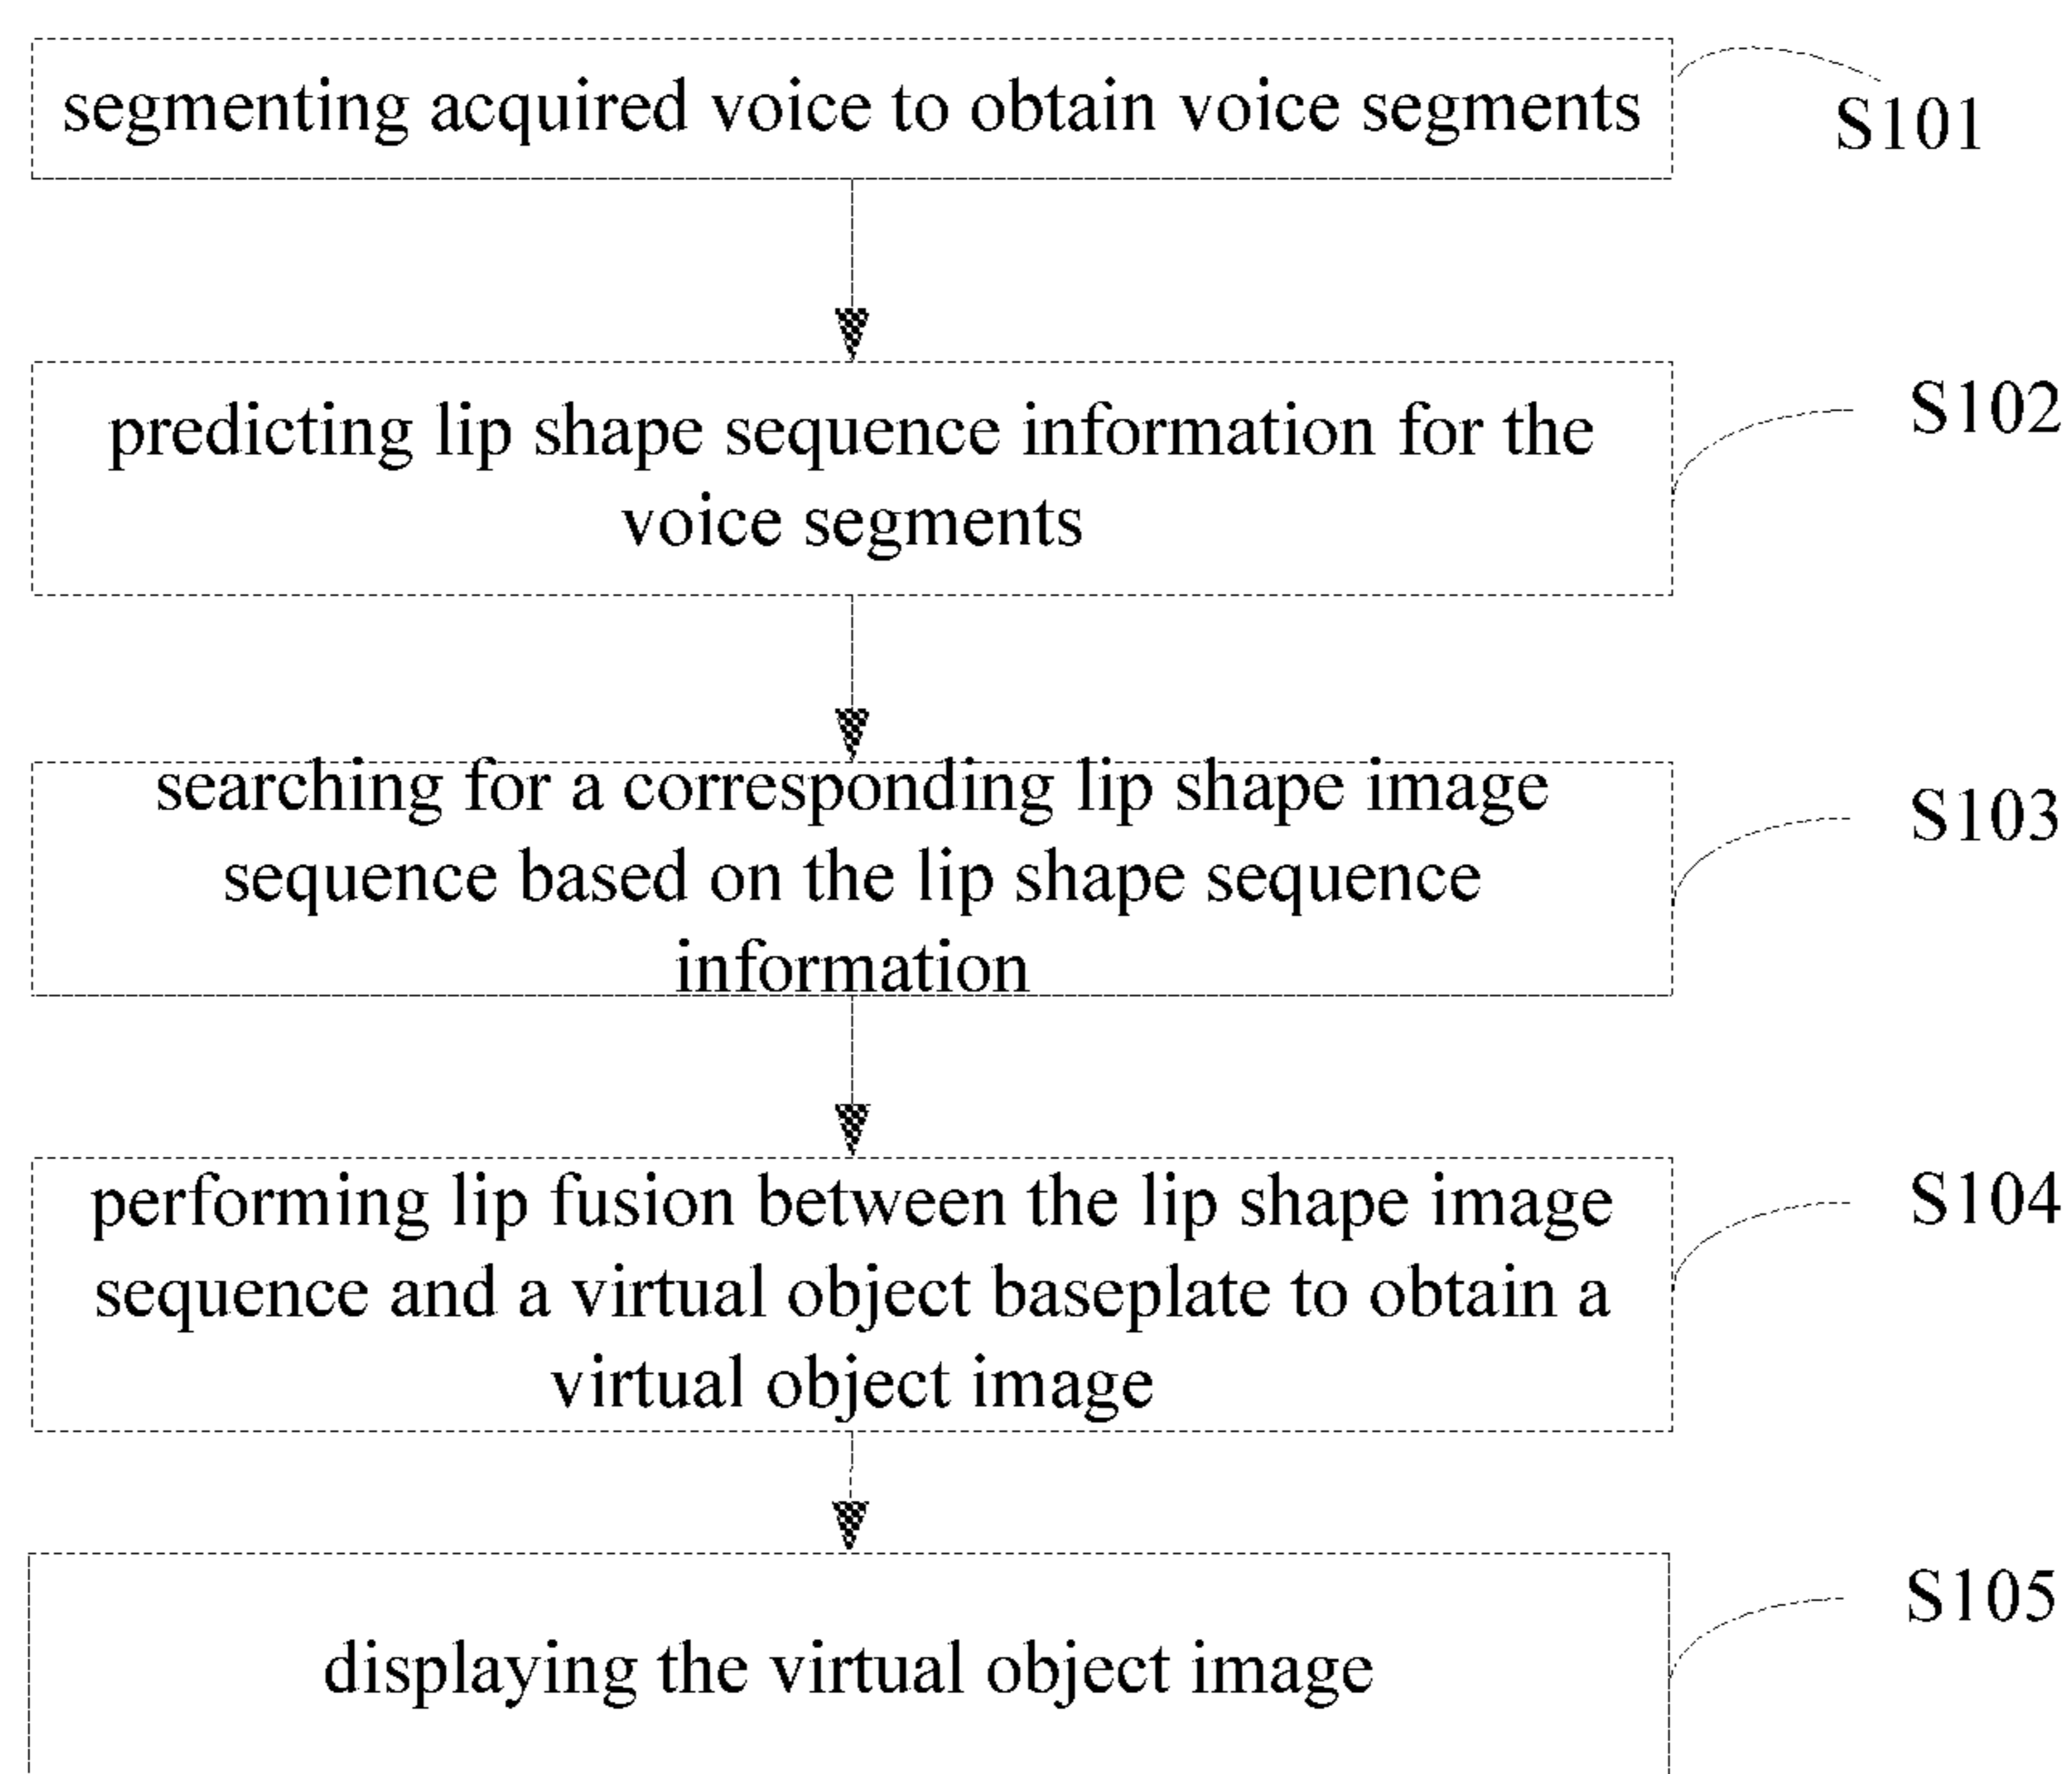 segmenting acquired voice to obtain voice segments
S101
predicting lip shape sequence information for the
voice segments
S102
searching for a corresponding lip shape image
sequence based on the lip shape sequence
information
S103
performing lip fusion between the lip shape image
sequence and a virtual object baseplate to obtain a
virtual object image
S104
displaying the virtual object image
S105